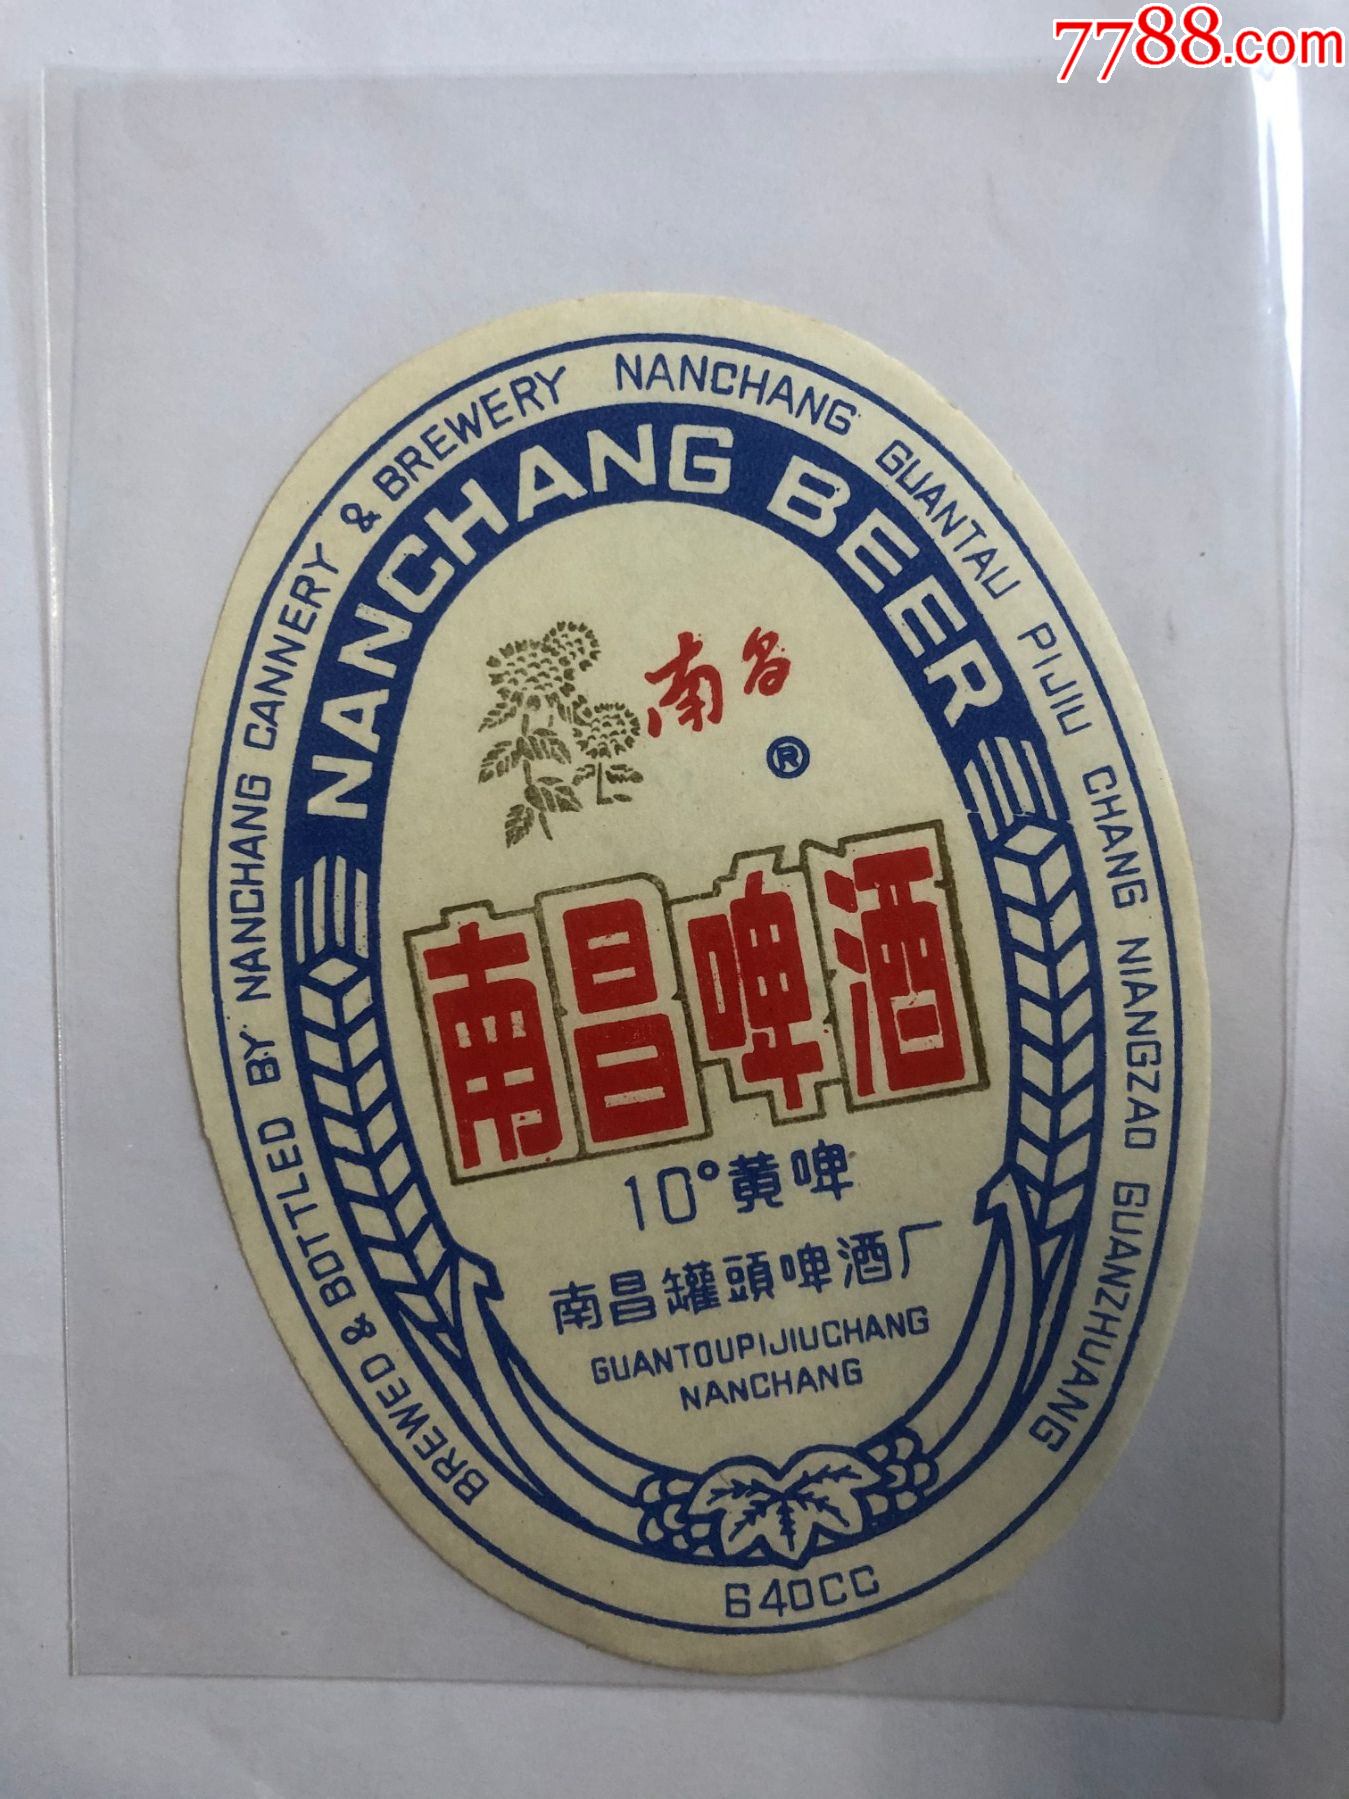 7788.com
BREWED & BOTTLED BY NANCHANG CANNERY & BREWERY NANCHANG GUANTAU PIJIU CHANG NIANGZAO GUANZHUANG
NANCHANG BEER
南昌
®
南昌啤酒
10°黄啤
南昌罐頭啤酒厂
GUANTOUPIJIUCHANG
NANCHANG
640CC